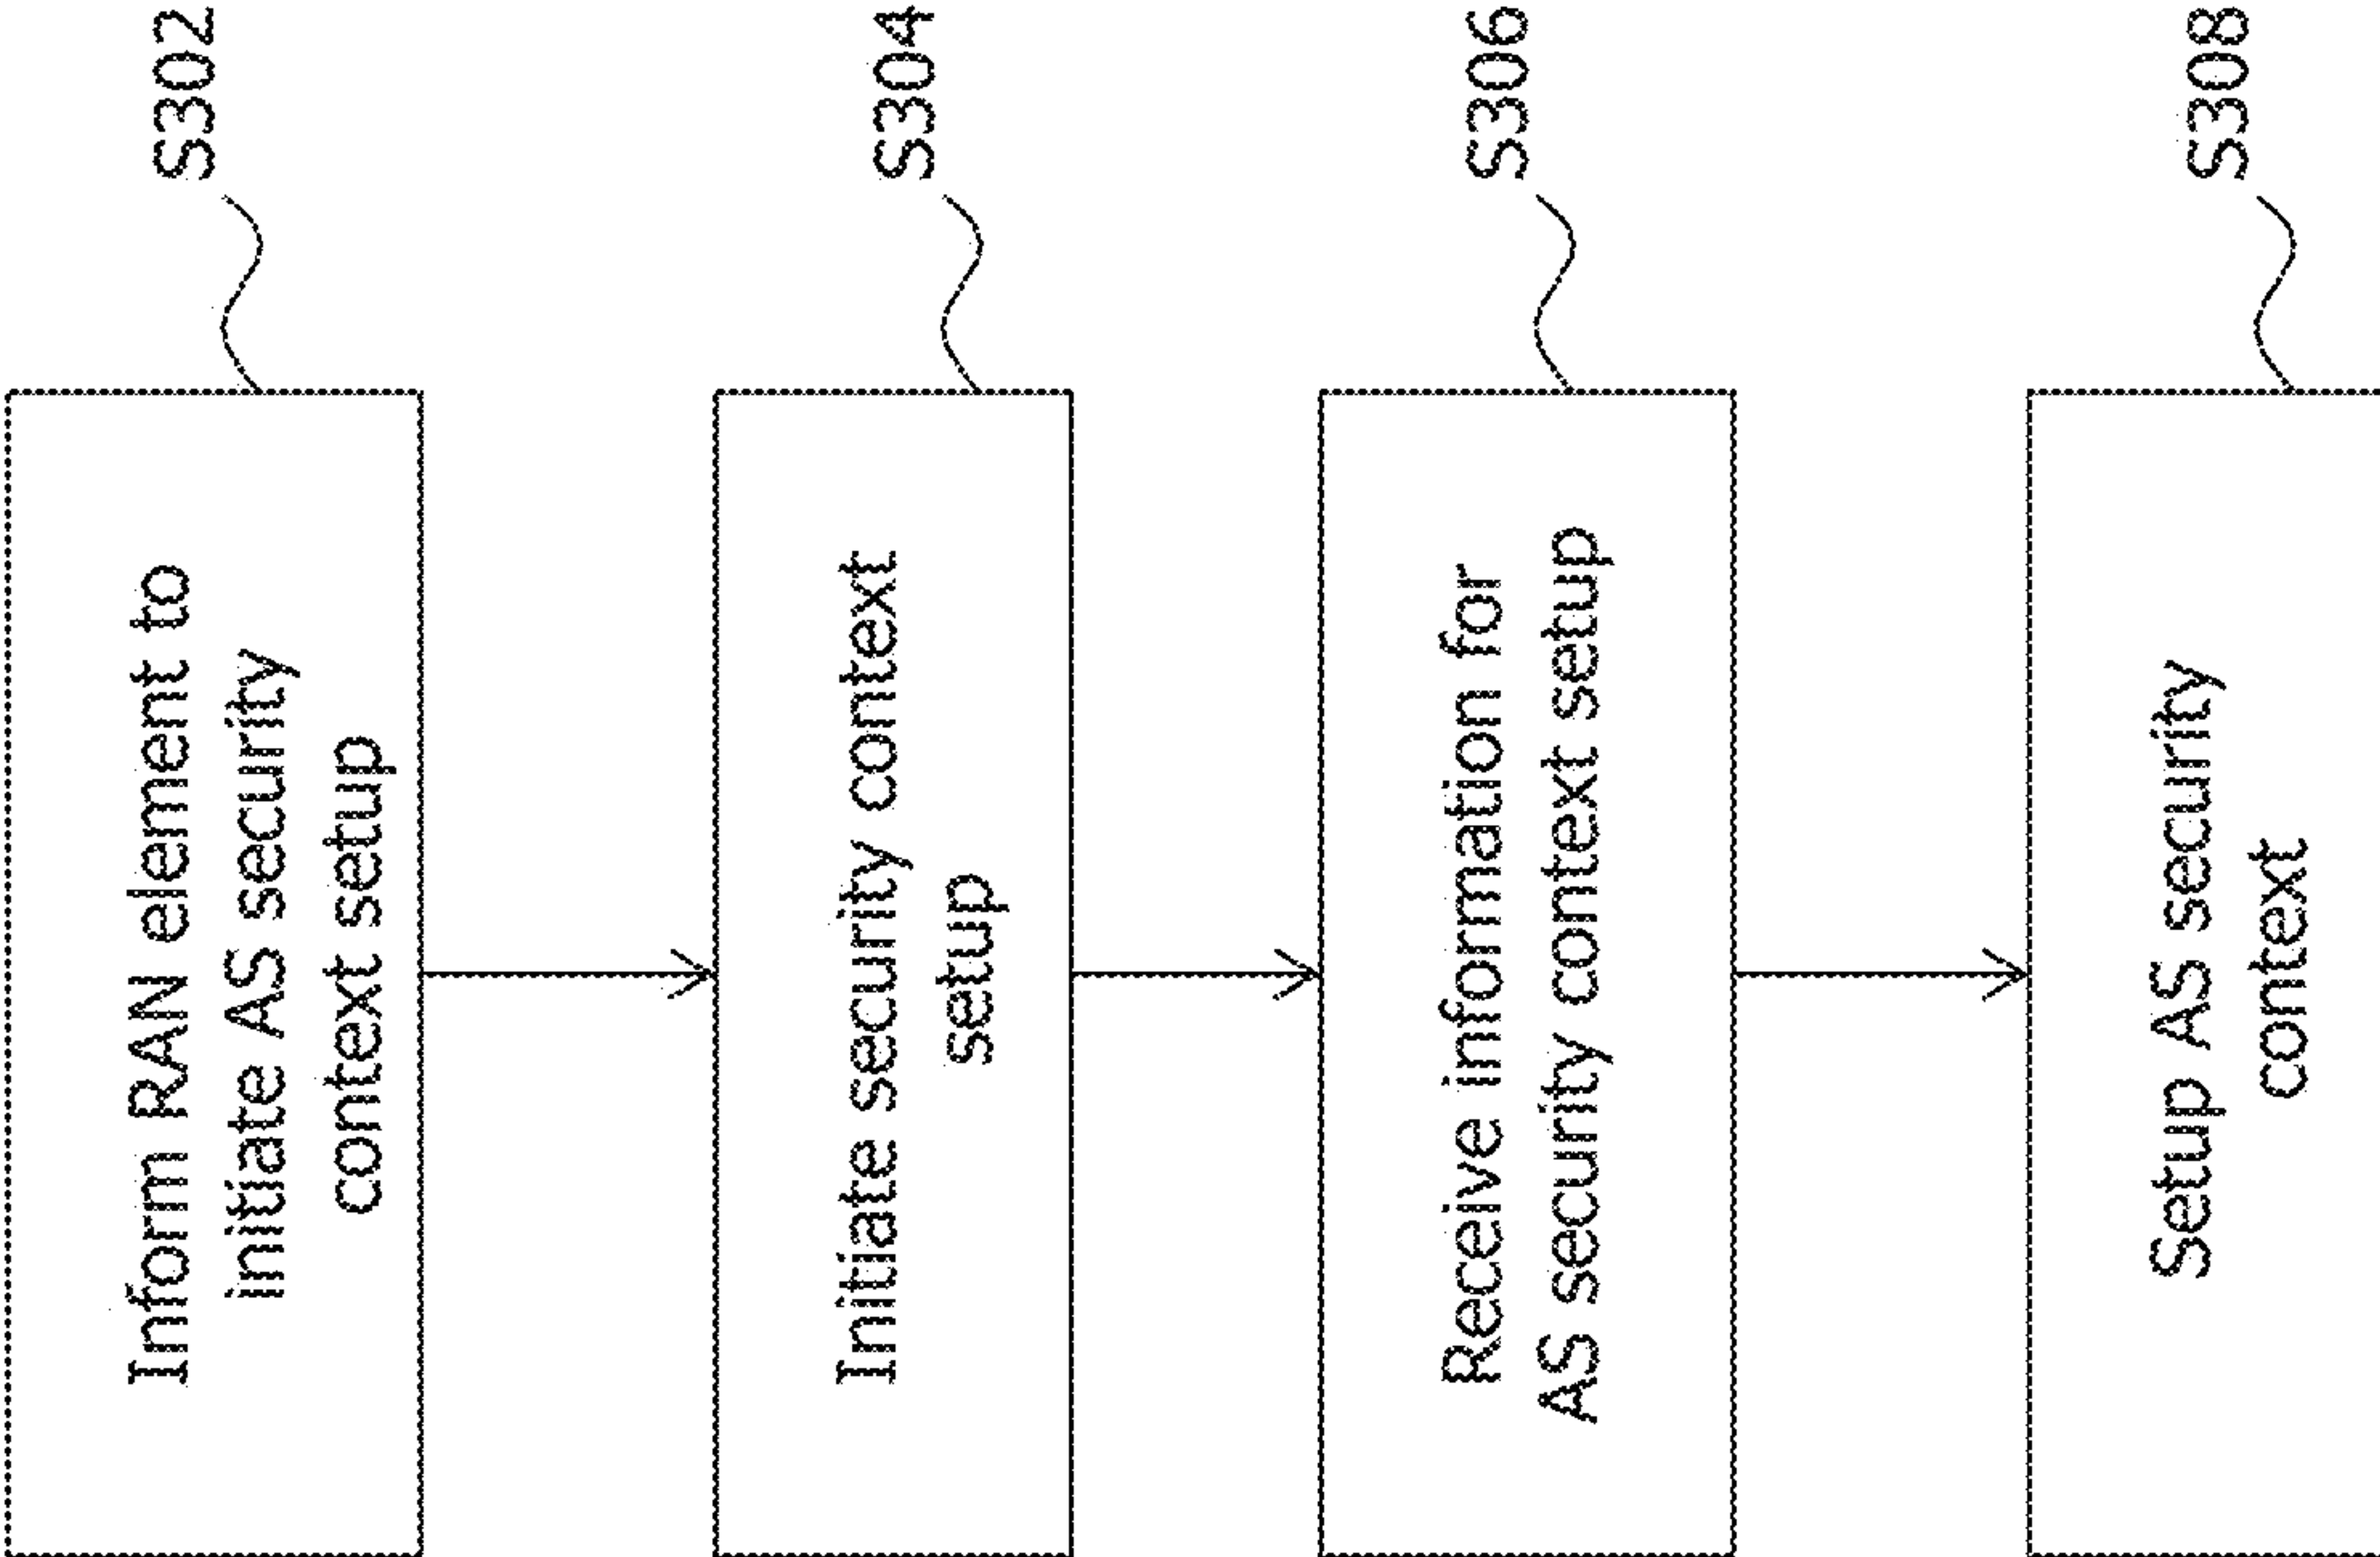 Inform RAN element to
initiate AS security
context setup
S302
Initiate security context
setup
S304
Receive information for
AS security context setup
S306
Setup AS security
context
S308